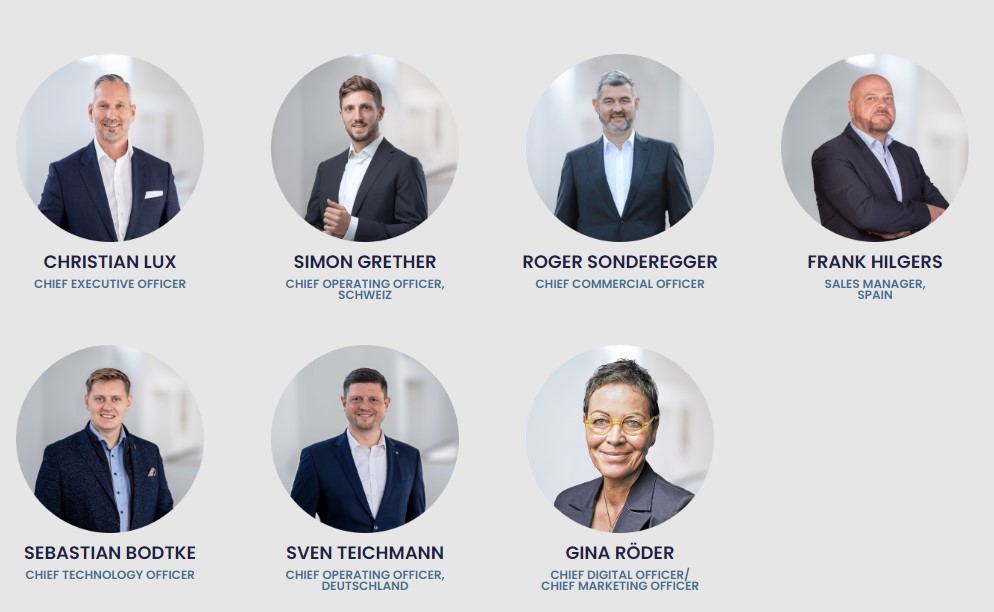 CHRISTIAN LUX
CHIEF EXECUTIVE OFFICER
SIMON GRETHER
CHIEF OPERATING OFFICER,
SCHWEIZ
ROGER SONDEREGGER
CHIEF COMMERCIAL OFFICER
FRANK HILGERS
SALES MANAGER,
SPAIN
SEBASTIAN BODTKE
CHIEF TECHNOLOGY OFFICER
SVEN TEICHMANN
CHIEF OPERATING OFFICER,
DEUTSCHLAND
GINA RÖDER
CHIEF DIGITAL OFFICER/
CHIEF MARKETING OFFICER